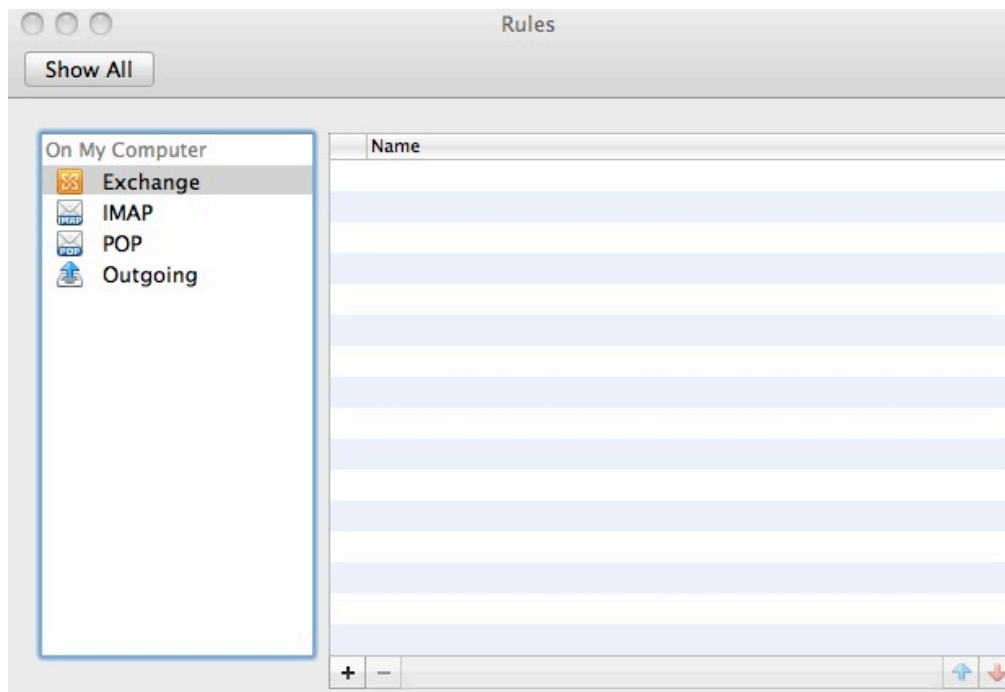 Rules
Show All
On My Computer
Name
Exchange
IMAP
POP
Outgoing
+ −